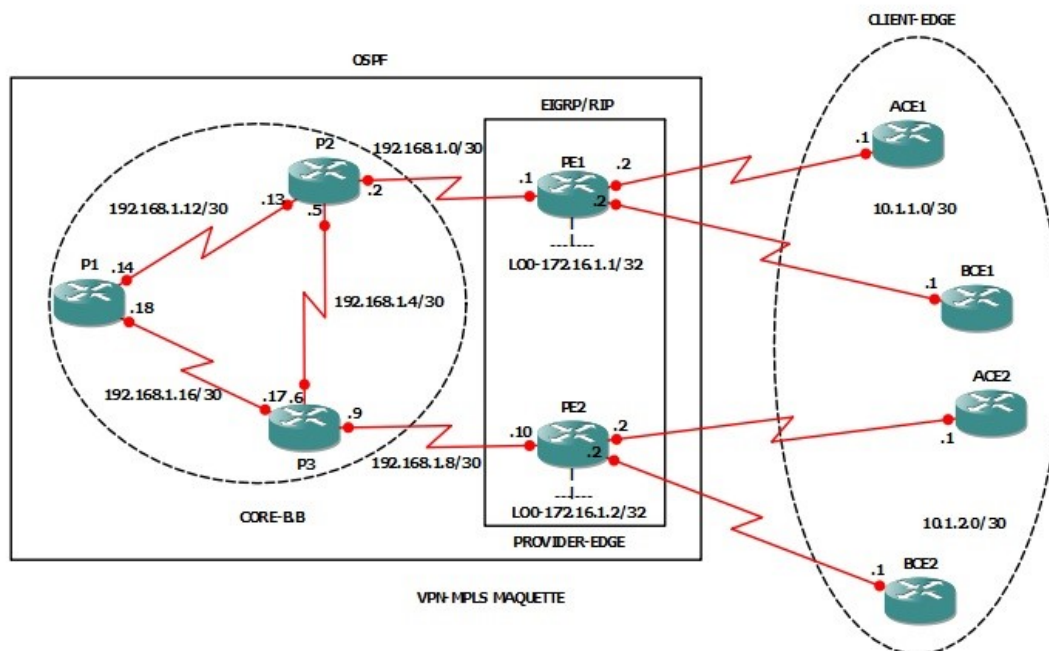 CLIENT-EDGE
OSPF
EIGRP/RIP
ACE1
P2
192.168.1.0/30
PE1
.2
.1
.13
.5
.2
.1
.2
192.168.1.12/30
10.1.1.0/30
P1
.14
LO0-172.16.1.1/32
.18
192.168.1.4/30
.1
BCE1
192.168.1.16/30
.17
.6
.9
PE2
ACE2
.10
.2
.2
.1
P3
192.168.1.8/30
LO0-172.16.1.2/32
CORE-BB
10.1.2.0/30
PROVIDER-EDGE
.1
BCE2
VPN-MPLS MAQUETTE